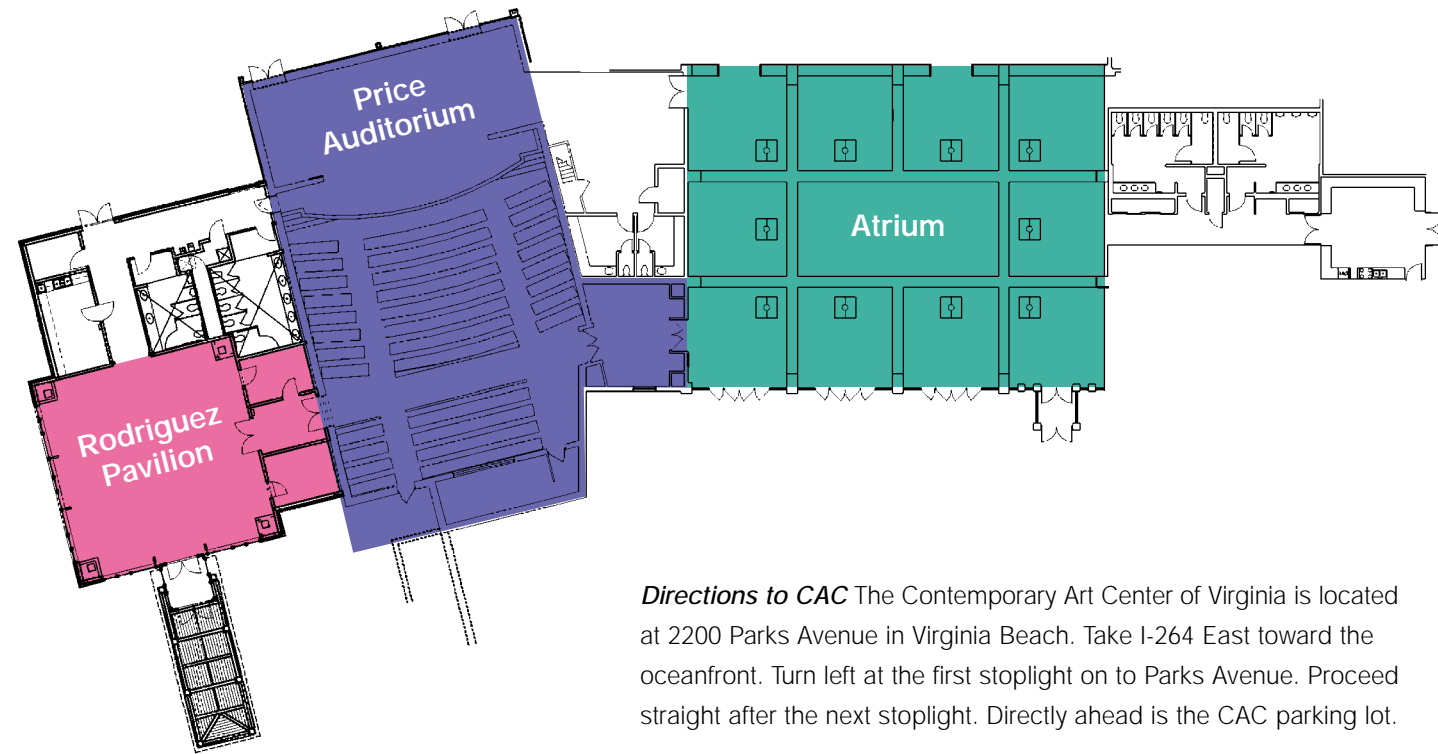 Price
Auditorium
Atrium
Rodriguez
Pavilion
Directions to CAC The Contemporary Art Center of Virginia is located
at 2200 Parks Avenue in Virginia Beach. Take I-264 East toward the
oceanfront. Turn left at the first stoplight on to Parks Avenue. Proceed
straight after the next stoplight. Directly ahead is the CAC parking lot.